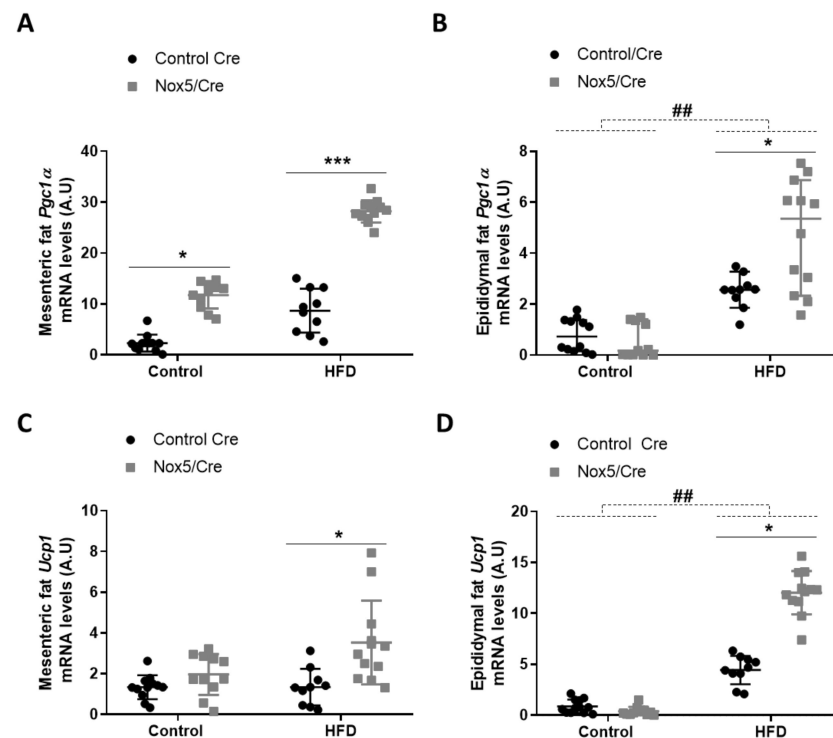 A
Control Cre
Nox5/Cre
Mesenteric fat Pgc1α
mRNA levels (A.U)
40
30
20
10
0
*
***
Control
HFD
B
Control/Cre
Nox5/Cre
Epididymal fat Pgc1α
mRNA levels (A.U)
8
6
4
2
0
##
*
Control
HFD
C
Control Cre
Nox5/Cre
Mesenteric fat Ucp1
mRNA levels (A.U)
10
8
6
4
2
0
*
Control
HFD
D
Control Cre
Nox5/Cre
Epididymal fat Ucp1
mRNA levels (A.U)
20
15
10
5
0
##
*
Control
HFD